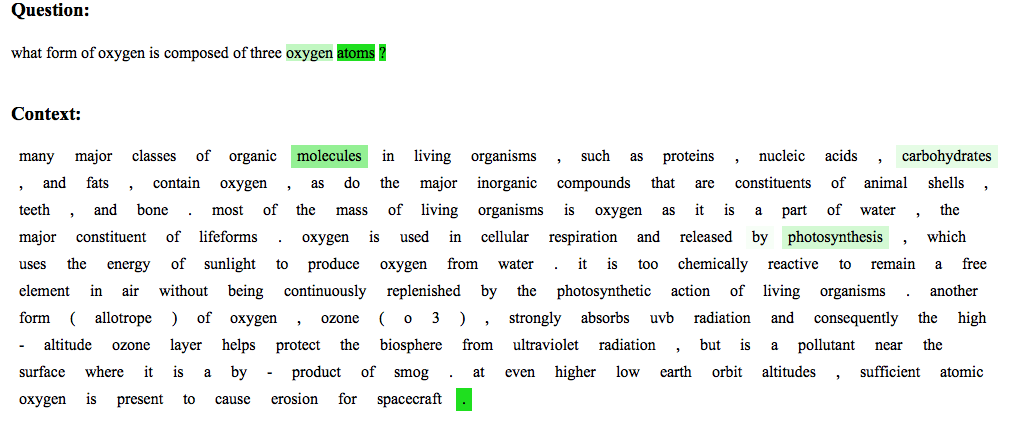 Question:
what form of oxygen is composed of three oxygen atoms ?
Context:
many major classes of organic molecules in living organisms , such as proteins , nucleic acids , carbohydrates
, and fats , contain oxygen , as do the major inorganic compounds that are constituents of animal shells ,
teeth , and bone . most of the mass of living organisms is oxygen as it is a part of water , the
major constituent of lifeforms . oxygen is used in cellular respiration and released by photosynthesis , which
uses the energy of sunlight to produce oxygen from water . it is too chemically reactive to remain a free
element in air without being continuously replenished by the photosynthetic action of living organisms . another
form ( allotrope ) of oxygen , ozone ( o 3 ) , strongly absorbs uvb radiation and consequently the high
- altitude ozone layer helps protect the biosphere from ultraviolet radiation , but is a pollutant near the
surface where it is a by - product of smog . at even higher low earth orbit altitudes , sufficient atomic
oxygen is present to cause erosion for spacecraft .